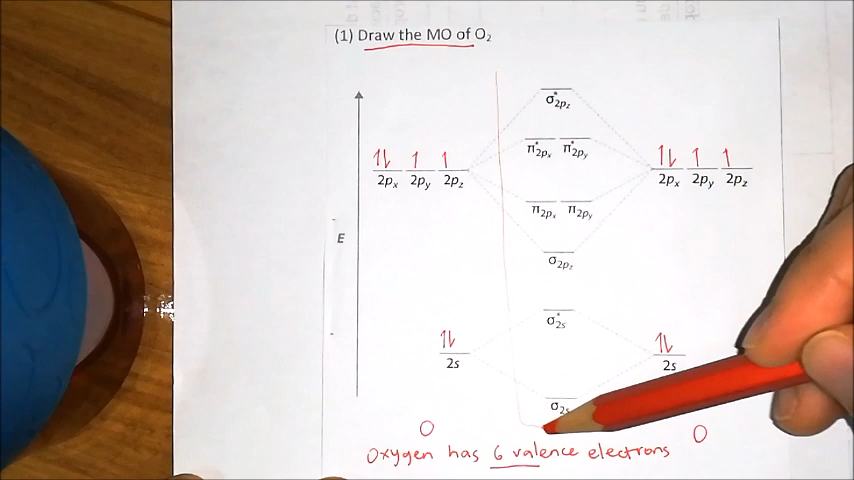 (1) Draw the MO of O₂
σ*2pz
π*2px π*2py
2px 2py 2pz
2px 2py 2pz
π2px π2py
E
σ2pz
σ*2s
2s
2s
σ2s
O
O
Oxygen has 6 valence electrons